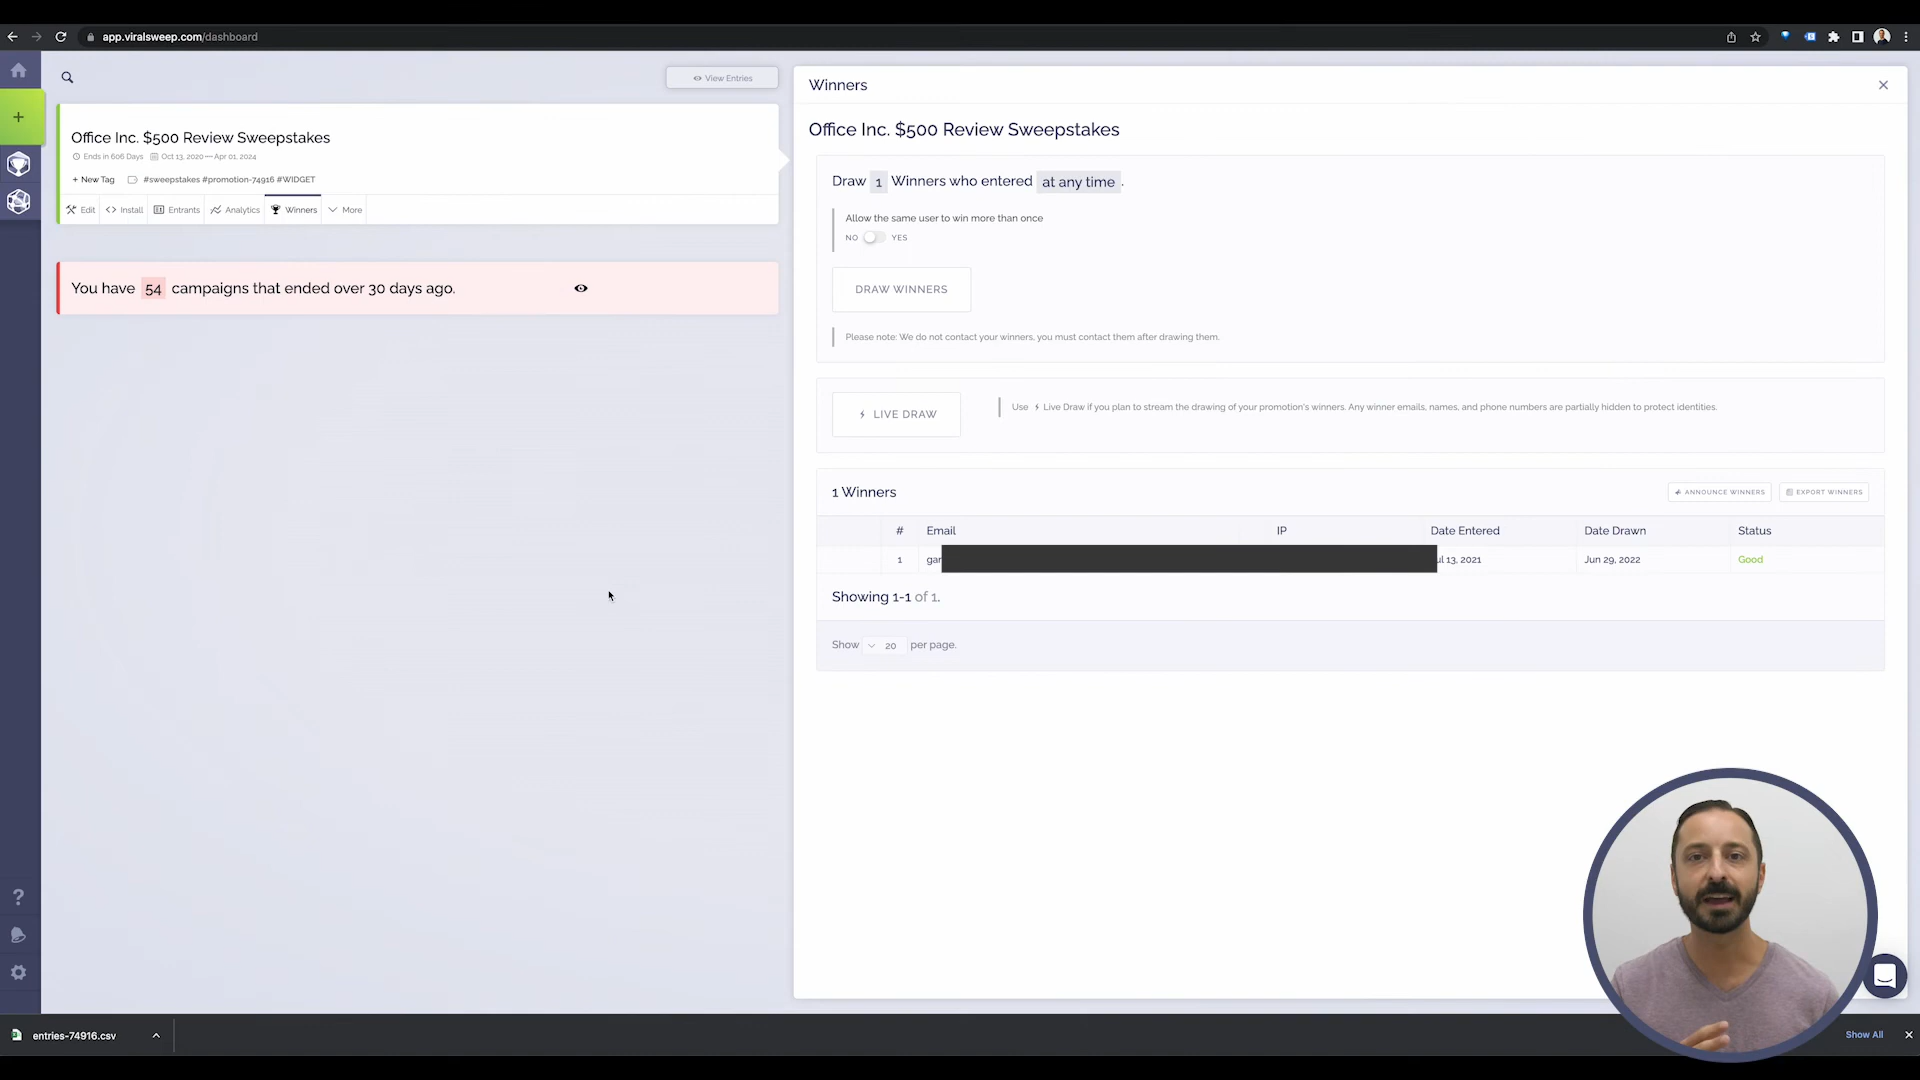 app.viralsweep.com/dashboard
View Entries
Office Inc. $500 Review Sweepstakes
Ends in 606 Days Oct 13, 2020—Apr 01, 2024
+ New Tag #sweepstakes #promotion-74916 #WIDGET
Edit Install Entrants Analytics Winners More
You have 54 campaigns that ended over 30 days ago.
Winners
Office Inc. $500 Review Sweepstakes
Draw 1 Winners who entered at any time .
Allow the same user to win more than once
NO YES
DRAW WINNERS
Please note: We do not contact your winners, you must contact them after drawing them.
LIVE DRAW
Use Live Draw if you plan to stream the drawing of your promotion's winners. Any winner emails, names, and phone numbers are partially hidden to protect identities.
1 Winners
ANNOUNCE WINNERS EXPORT WINNERS
# Email IP Date Entered Date Drawn Status
1 gar ul 13, 2021 Jun 29, 2022 Good
Showing 1-1 of 1.
Show 20 per page.
entries-74916.csv
Show All